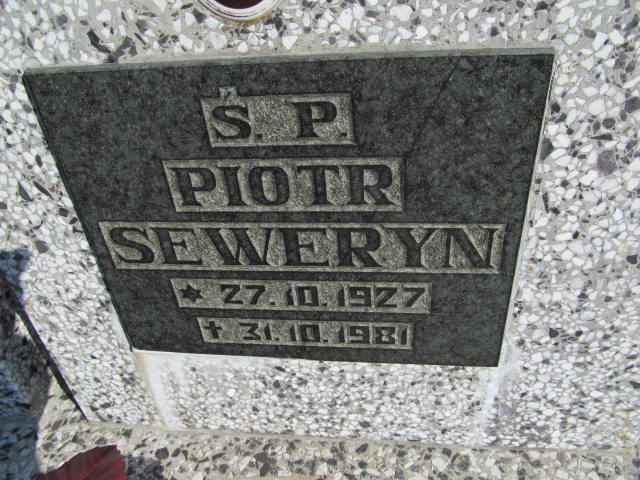 Ś. P.
PIOTR
SEWERYN
* 27.10.1927
† 31.10.1981